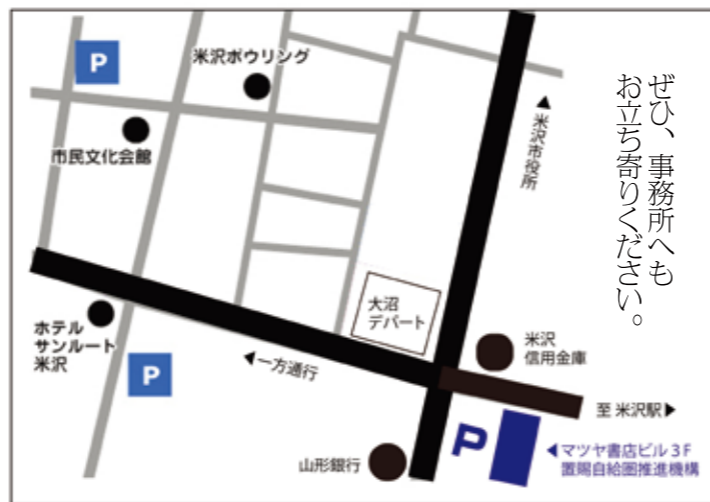 ぜひ、事務所へも
お立ち寄りください。
P
米沢ボウリング
市民文化会館
▲米沢市役所
大沼
デパート
ホテル
サンルート
米沢
P
◀一方通行
米沢
信用金庫
至 米沢駅▶
P
◀マツヤ書店ビル3F
置賜自給圏推進機構
山形銀行